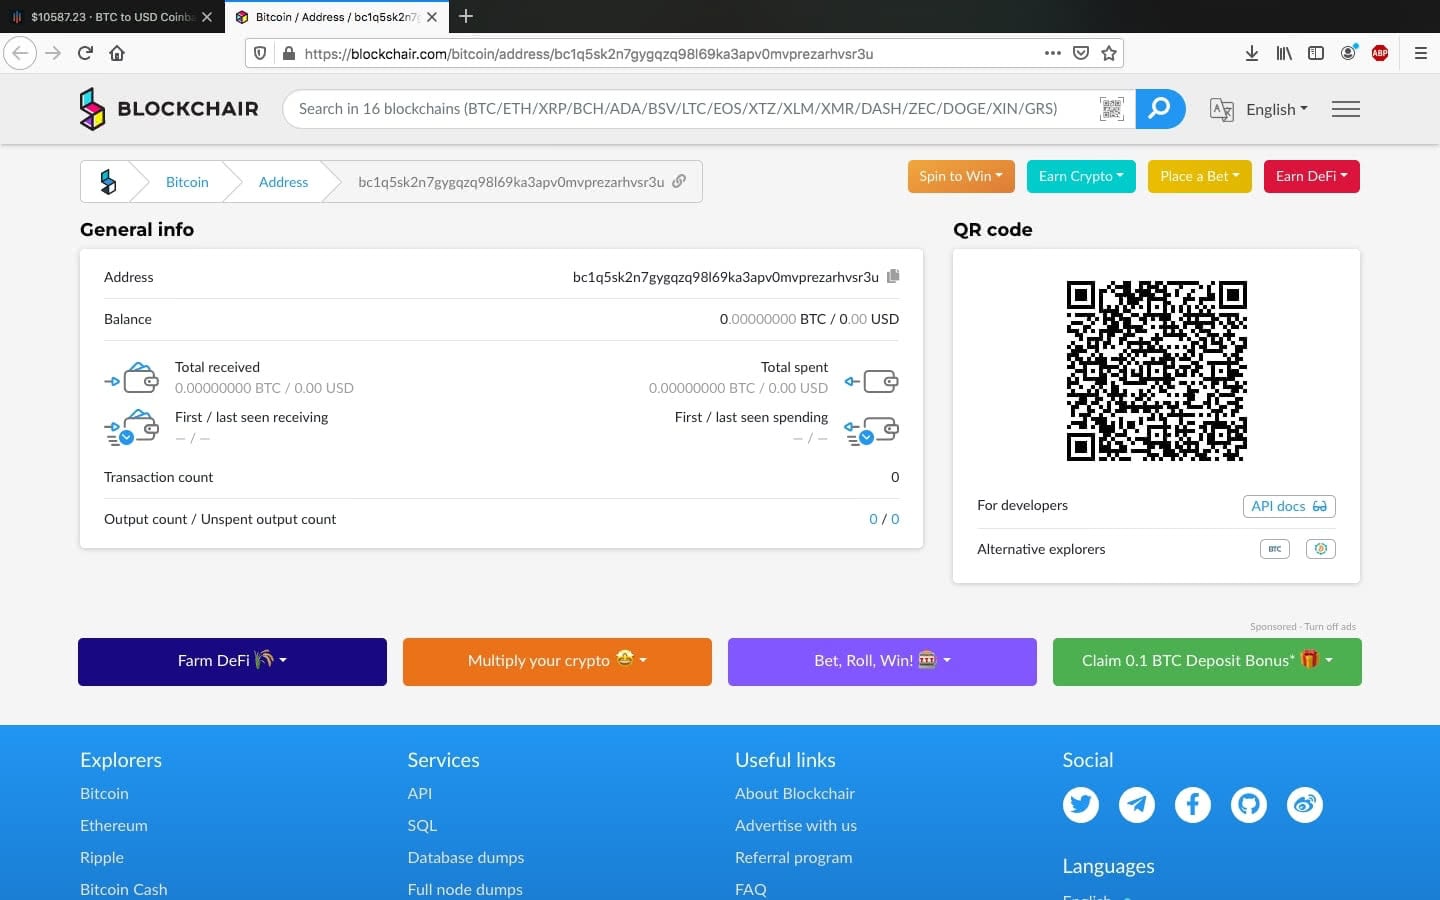 $10587.23 · BTC to USD Coinba
Bitcoin / Address / bc1q5sk2n7g
https://blockchair.com/bitcoin/address/bc1q5sk2n7gygqzq98l69ka3apv0mvprezarhvsr3u
ABP
BLOCKCHAIR
Search in 16 blockchains (BTC/ETH/XRP/BCH/ADA/BSV/LTC/EOS/XTZ/XLM/XMR/DASH/ZEC/DOGE/XIN/GRS)
English
Bitcoin
Address
bc1q5sk2n7gygqzq98l69ka3apv0mvprezarhvsr3u
Spin to Win
Earn Crypto
Place a Bet
Earn DeFi
General info
Address
bc1q5sk2n7gygqzq98l69ka3apv0mvprezarhvsr3u
Balance
0.00000000 BTC / 0.00 USD
Total received
0.00000000 BTC / 0.00 USD
Total spent
0.00000000 BTC / 0.00 USD
First / last seen receiving
— / —
First / last seen spending
— / —
Transaction count
0
Output count / Unspent output count
0 / 0
QR code
For developers
API docs
Alternative explorers
BTC
Sponsored - Turn off ads
Farm DeFi
Multiply your crypto
Bet, Roll, Win!
Claim 0.1 BTC Deposit Bonus*
Explorers
Bitcoin
Ethereum
Ripple
Bitcoin Cash
Services
API
SQL
Database dumps
Full node dumps
Useful links
About Blockchair
Advertise with us
Referral program
FAQ
Social
Languages
English